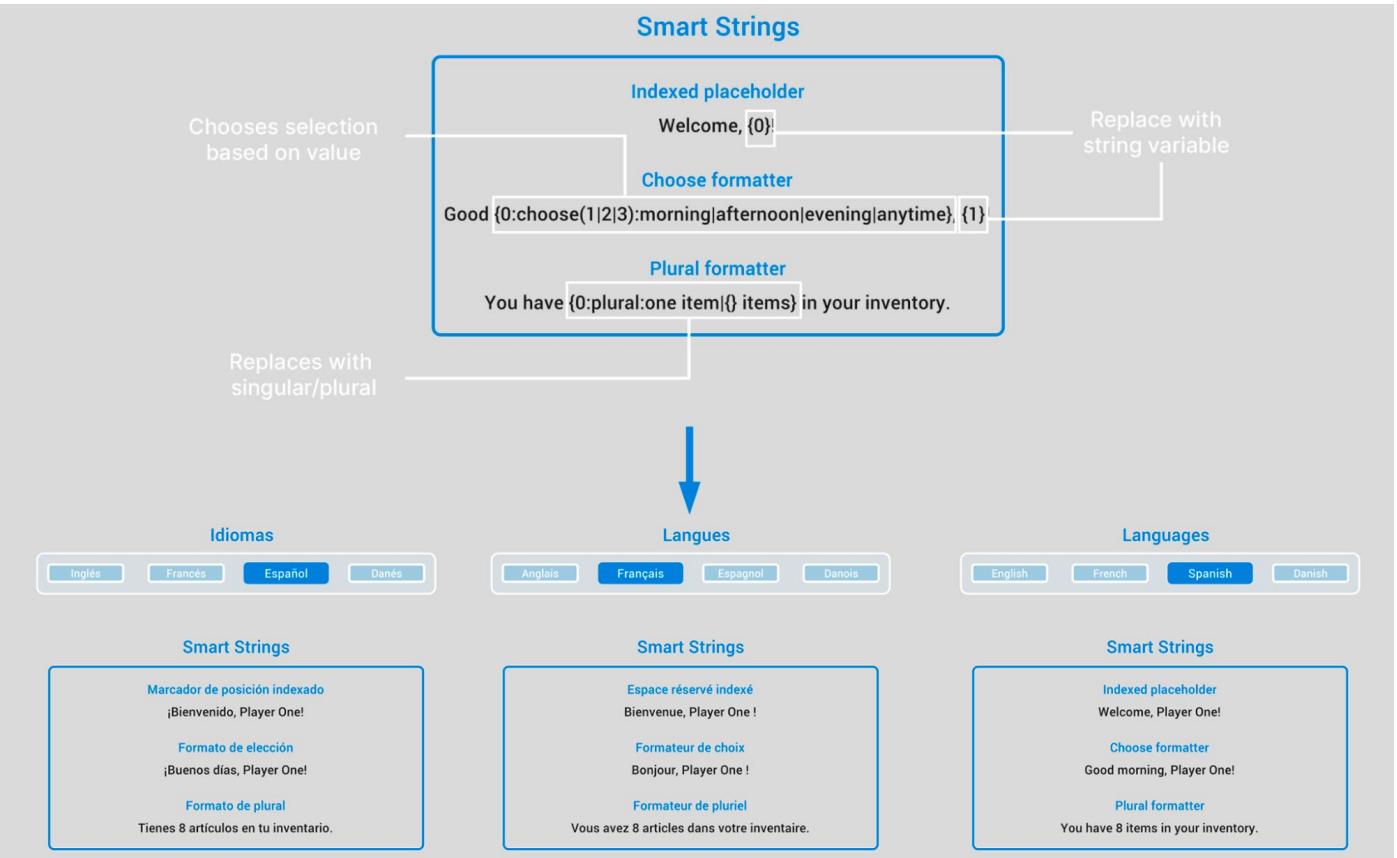 Smart Strings
Indexed placeholder
Chooses selection
based on value
Welcome, {0}!
Replace with
string variable
Choose formatter
Good {0:choose(1|2|3):morning|afternoon|evening|anytime}, {1}!
Plural formatter
You have {0:plural:one item|{} items} in your inventory.
Replaces with
singular/plural
Idiomas
Inglés
Francés
Español
Danés
Langues
Anglais
Français
Espagnol
Danois
Languages
English
French
Spanish
Danish
Smart Strings
Marcador de posición indexado
¡Bienvenido, Player One!
Formato de elección
¡Buenos días, Player One!
Formato de plural
Tienes 8 artículos en tu inventario.
Smart Strings
Espace réservé indexé
Bienvenue, Player One !
Formateur de choix
Bonjour, Player One !
Formateur de pluriel
Vous avez 8 articles dans votre inventaire.
Smart Strings
Indexed placeholder
Welcome, Player One!
Choose formatter
Good morning, Player One!
Plural formatter
You have 8 items in your inventory.